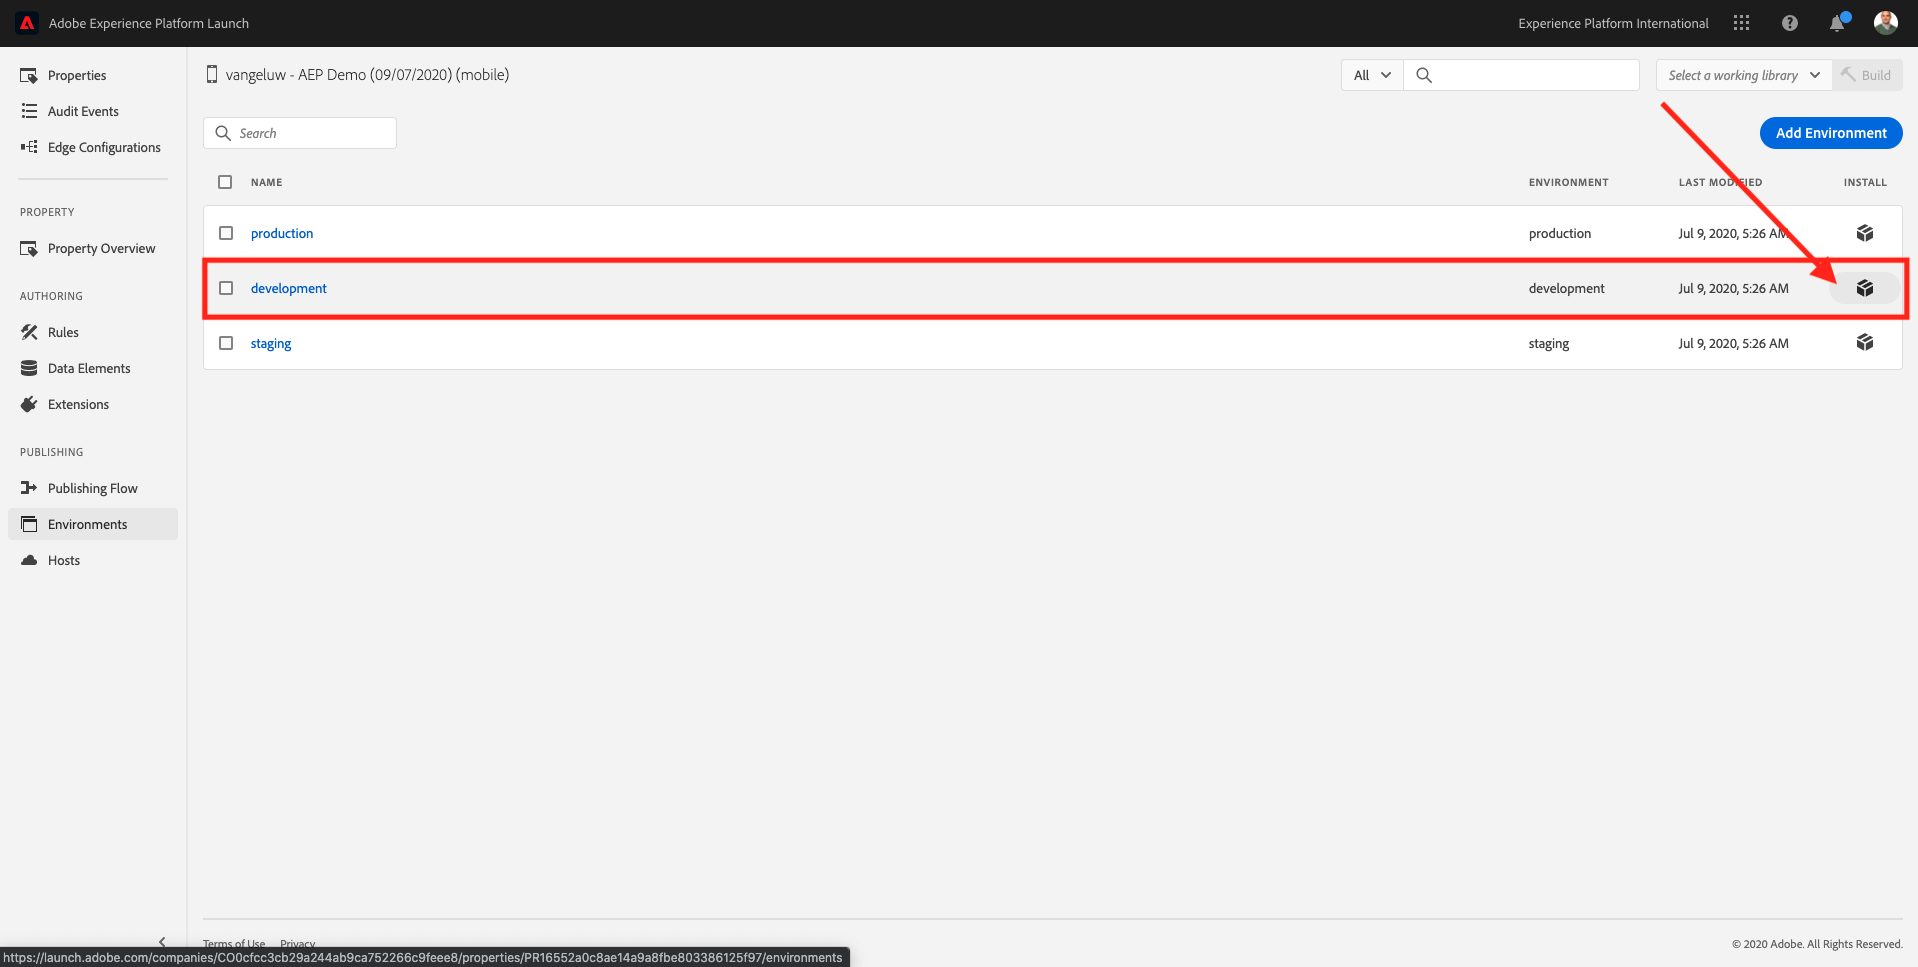 Adobe Experience Platform Launch
Experience Platform International
Properties
Audit Events
Edge Configurations
PROPERTY
Property Overview
AUTHORING
Rules
Data Elements
Extensions
PUBLISHING
Publishing Flow
Environments
Hosts
vangeluw - AEP Demo (09/07/2020) (mobile)
All
Select a working library
Build
Search
Add Environment
NAME ENVIRONMENT LAST MODIFIED INSTALL
production production Jul 9, 2020, 5:26 AM
development development Jul 9, 2020, 5:26 AM
staging staging Jul 9, 2020, 5:26 AM
Terms of Use Privacy
© 2020 Adobe. All Rights Reserved.
https://launch.adobe.com/companies/CO0cfcc3cb29a244ab9ca752266c9feee8/properties/PR16552a0c8ae14a9a8fbe803386125f97/environments